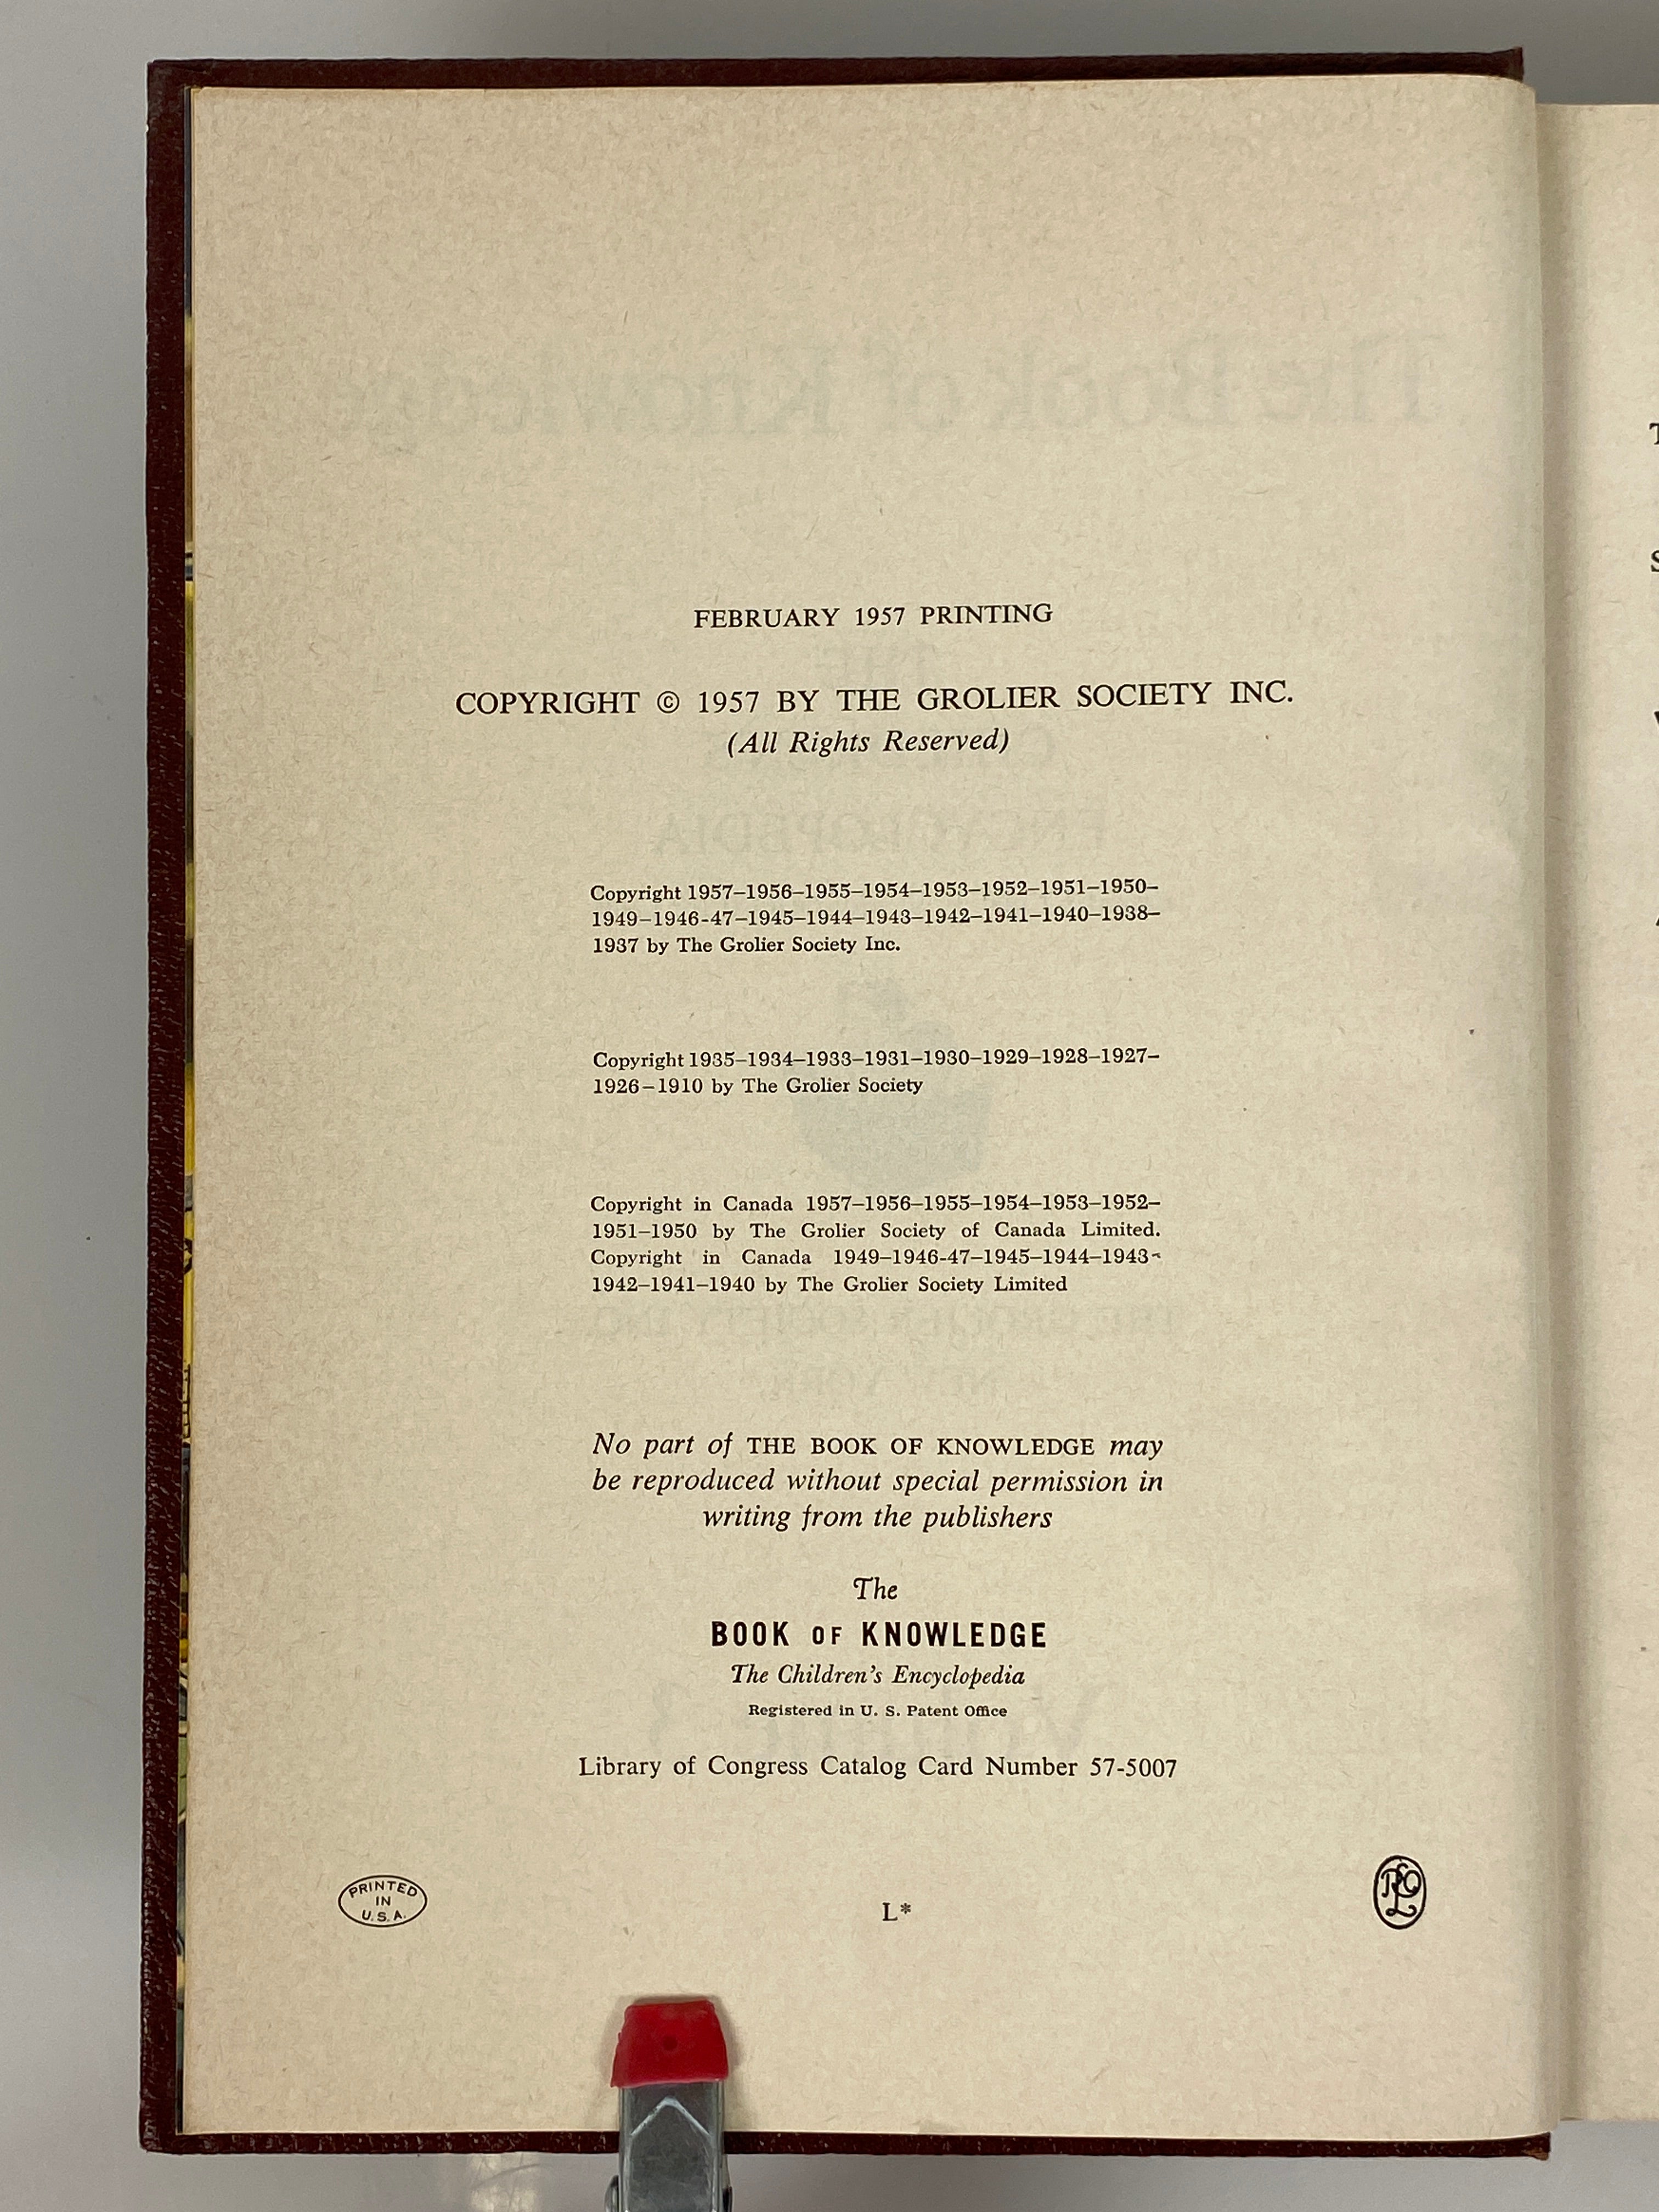 FEBRUARY 1957 PRINTING
COPYRIGHT © 1957 BY THE GROLIER SOCIETY INC.
(All Rights Reserved)
Copyright 1957–1956–1955–1954–1953–1952–1951–1950–
1949–1946-47–1945–1944–1943–1942–1941–1940–1938–
1937 by The Grolier Society Inc.
Copyright 1935–1934–1933–1931–1930–1929–1928–1927–
1926–1910 by The Grolier Society
Copyright in Canada 1957–1956–1955–1954–1953–1952–
1951–1950 by The Grolier Society of Canada Limited.
Copyright in Canada 1949–1946-47–1945–1944–1943-
1942–1941–1940 by The Grolier Society Limited
No part of THE BOOK OF KNOWLEDGE may
be reproduced without special permission in
writing from the publishers
The
BOOK OF KNOWLEDGE
The Children's Encyclopedia
Registered in U. S. Patent Office
Library of Congress Catalog Card Number 57-5007
PRINTED
IN
U. S. A.
L*